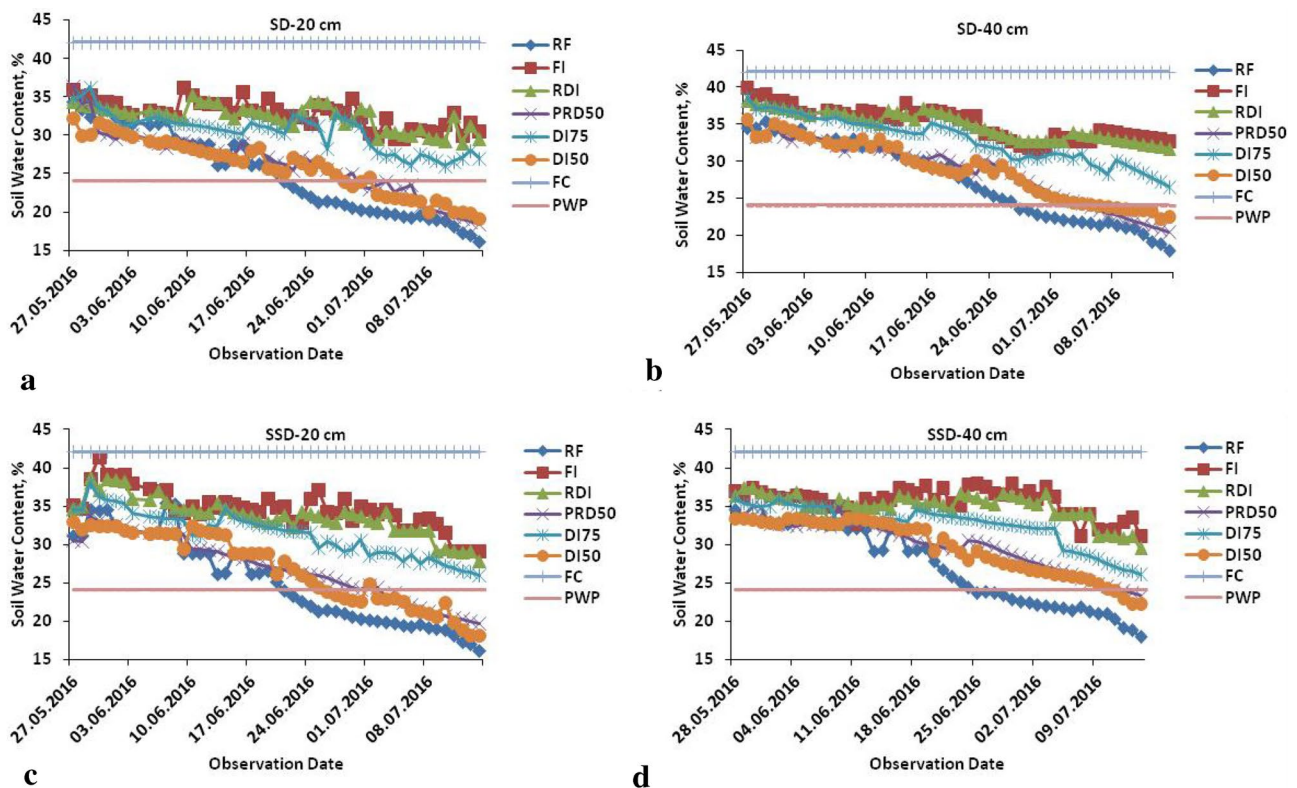 SD-20 cm
45
40
35
30
25
20
15
Soil Water Content, %
27.05.2016
03.06.2016
10.06.2016
17.06.2016
24.06.2016
01.07.2016
08.07.2016
Observation Date
RF
FI
RDI
PRD50
DI75
DI50
FC
PWP
a
SD-40 cm
45
40
35
30
25
20
15
Soil Water Content, %
27.05.2016
03.06.2016
10.06.2016
17.06.2016
24.06.2016
01.07.2016
08.07.2016
Observation Date
RF
FI
RDI
PRD50
DI75
DI50
FC
PWP
b
SSD-20 cm
45
40
35
30
25
20
15
Soil Water Content, %
27.05.2016
03.06.2016
10.06.2016
17.06.2016
24.06.2016
01.07.2016
08.07.2016
Observation Date
RF
FI
RDI
PRD50
DI75
DI50
FC
PWP
c
SSD-40 cm
45
40
35
30
25
20
15
Soil Water Content, %
28.05.2016
04.06.2016
11.06.2016
18.06.2016
25.06.2016
02.07.2016
09.07.2016
Observation Date
RF
FI
RDI
PRD50
DI75
DI50
FC
PWP
d